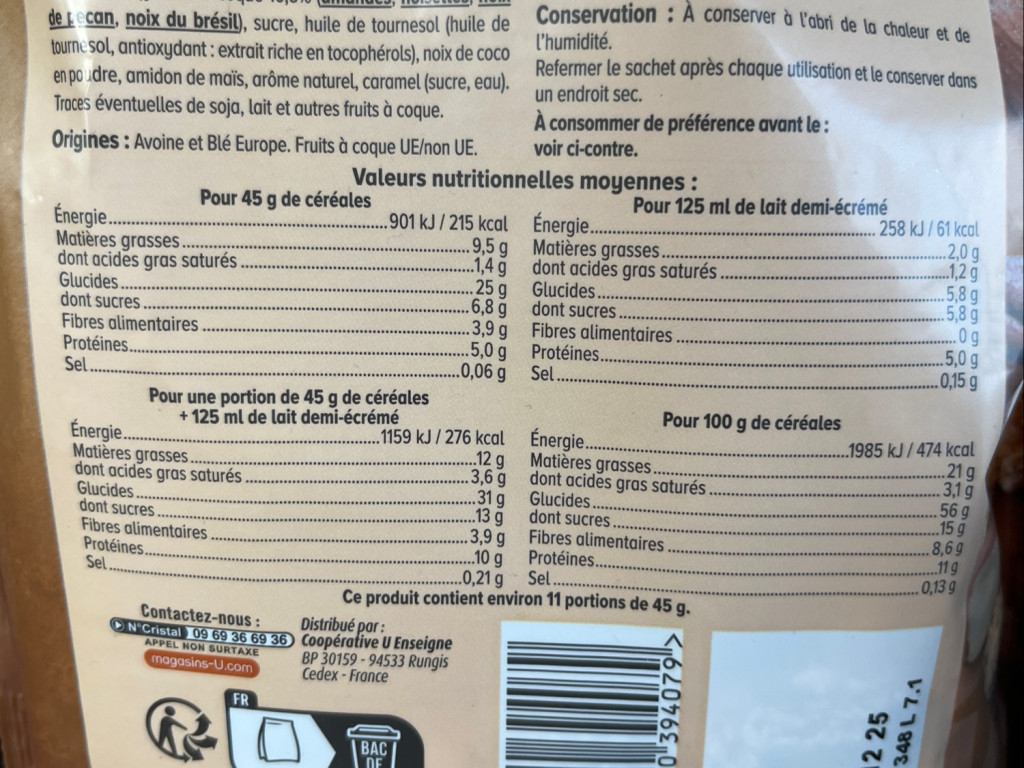 de pecan, noix du brésil), sucre, huile de tournesol (huile de
tournesol, antioxydant : extrait riche en tocophérols), noix de coco
en poudre, amidon de maïs, arôme naturel, caramel (sucre, eau).
Traces éventuelles de soja, lait et autres fruits à coque.
Origines : Avoine et Blé Europe. Fruits à coque UE/non UE.
Conservation : À conserver à l'abri de la chaleur et de
l'humidité.
Refermer le sachet après chaque utilisation et le conserver dans
un endroit sec.
À consommer de préférence avant le :
voir ci-contre.
Valeurs nutritionnelles moyennes :
Pour 45 g de céréales
Énergie 901 kJ / 215 kcal
Matières grasses 9,5 g
dont acides gras saturés 1,4 g
Glucides 25 g
dont sucres 6,8 g
Fibres alimentaires 3,9 g
Protéines 5,0 g
Sel 0,06 g
Pour 125 ml de lait demi-écrémé
Énergie 258 kJ / 61 kcal
Matières grasses 2,0 g
dont acides gras saturés 1,2 g
Glucides 5,8 g
dont sucres 5,8 g
Fibres alimentaires 0 g
Protéines 5,0 g
Sel 0,15 g
Pour une portion de 45 g de céréales
+ 125 ml de lait demi-écrémé
Énergie 1159 kJ / 276 kcal
Matières grasses 12 g
dont acides gras saturés 3,6 g
Glucides 31 g
dont sucres 13 g
Fibres alimentaires 3,9 g
Protéines 10 g
Sel 0,21 g
Pour 100 g de céréales
Énergie 1985 kJ / 474 kcal
Matières grasses 21 g
dont acides gras saturés 3,1 g
Glucides 56 g
dont sucres 15 g
Fibres alimentaires 8,6 g
Protéines 11 g
Sel 0,13 g
Ce produit contient environ 11 portions de 45 g.
Contactez-nous :
N°Cristal 09 69 36 69 36
APPEL NON SURTAXE
magasins-U.com
Distribué par :
Coopérative U Enseigne
BP 30159 - 94533 Rungis
Cedex - France
FR
BAC
DE
394079 >
2 25
348 L 7.1